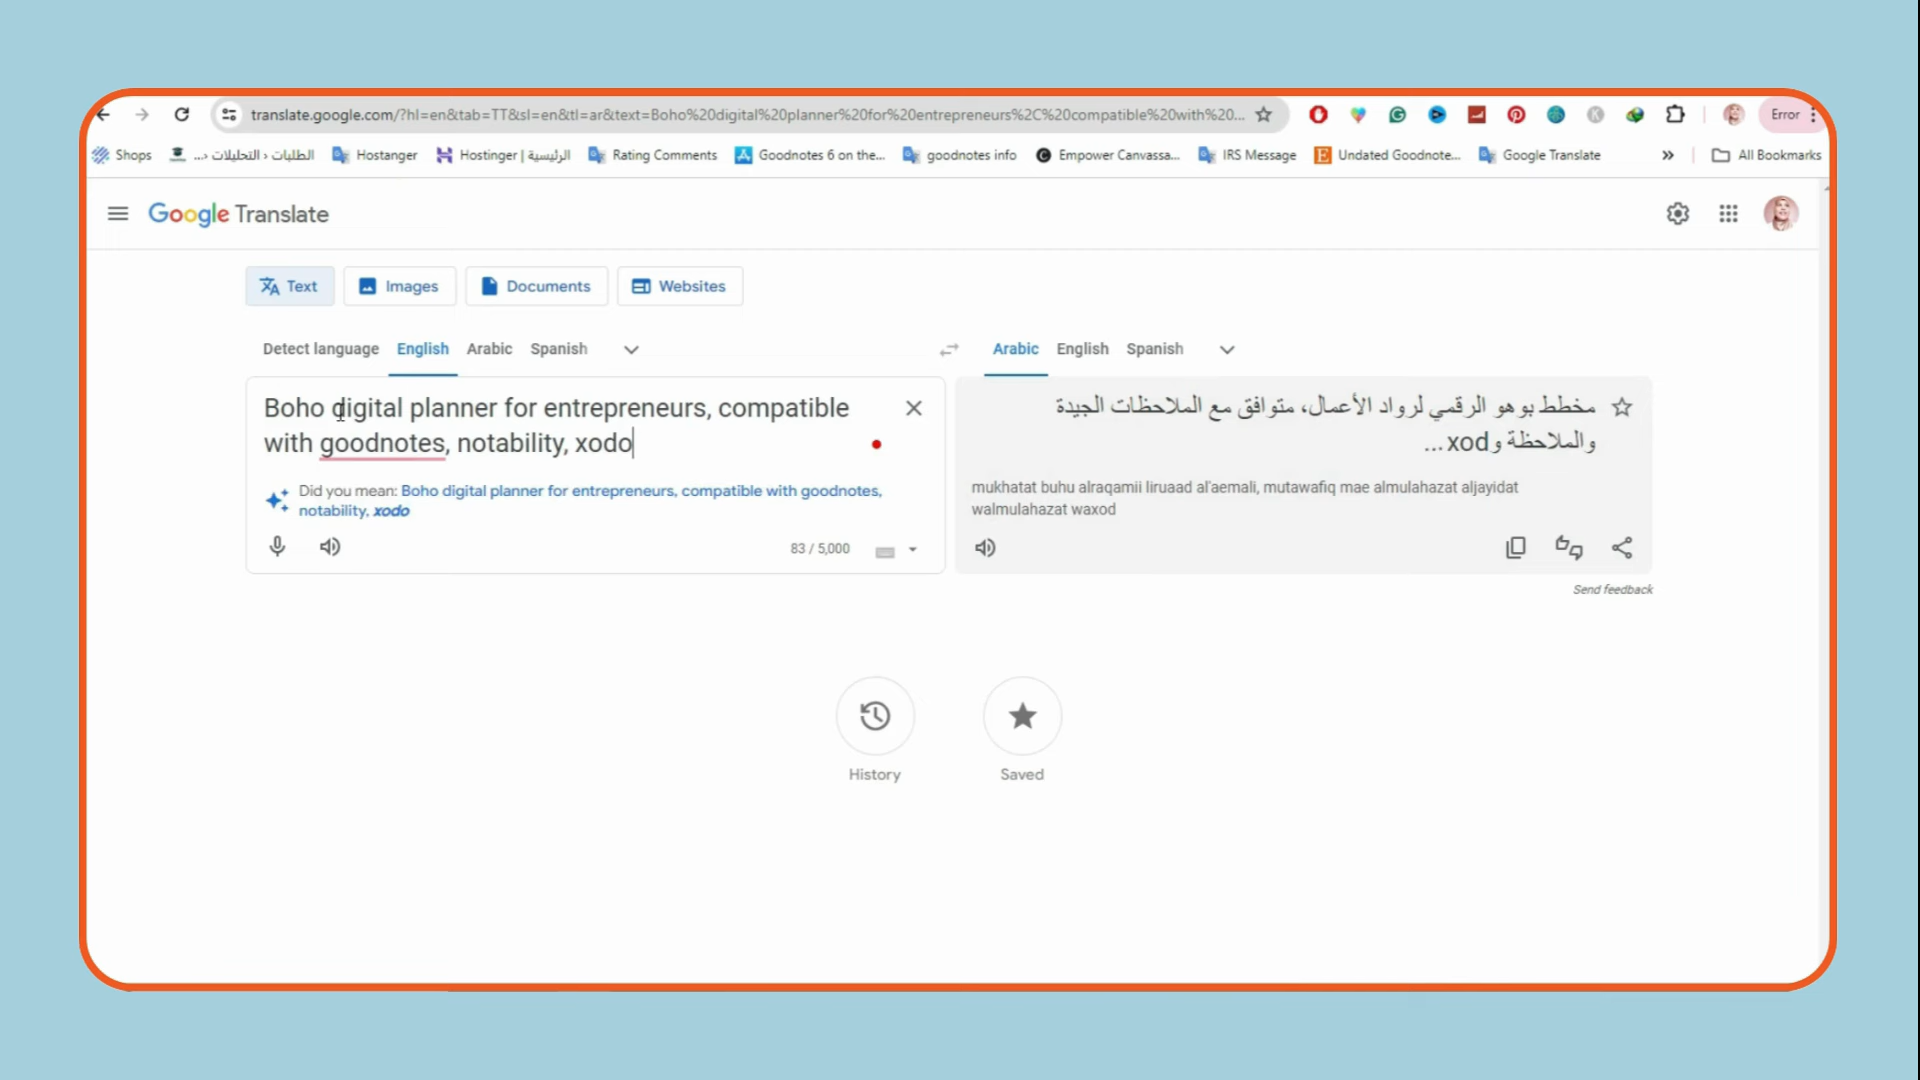 translate.google.com/?hl=en&tab=TT&sl=en&tl=ar&text=Boho%20digital%20planner%20for%20entrepreneurs%2C%20compatible%20with%20...
Error
Shops
الطلبات ‹ التحليلات ‹ د...
Hostanger
Hostinger | الرئيسية
Rating Comments
Goodnotes 6 on the...
goodnotes info
Empower Canvassa...
IRS Message
Undated Goodnote...
Google Translate
»
All Bookmarks
Google Translate
Text
Images
Documents
Websites
Detect language
English
Arabic
Spanish
Arabic
English
Spanish
Boho digital planner for entrepreneurs, compatible
with goodnotes, notability, xodo
Did you mean: Boho digital planner for entrepreneurs, compatible with goodnotes,
notability, xodo
83 / 5,000
مخطط بوهو الرقمي لرواد الأعمال، متوافق مع الملاحظات الجيدة
والملاحظة وxod...
mukhatat buhu alraqamii liruaad al'aemali, mutawafiq mae almulahazat aljayidat
walmulahazat waxod
Send feedback
History
Saved